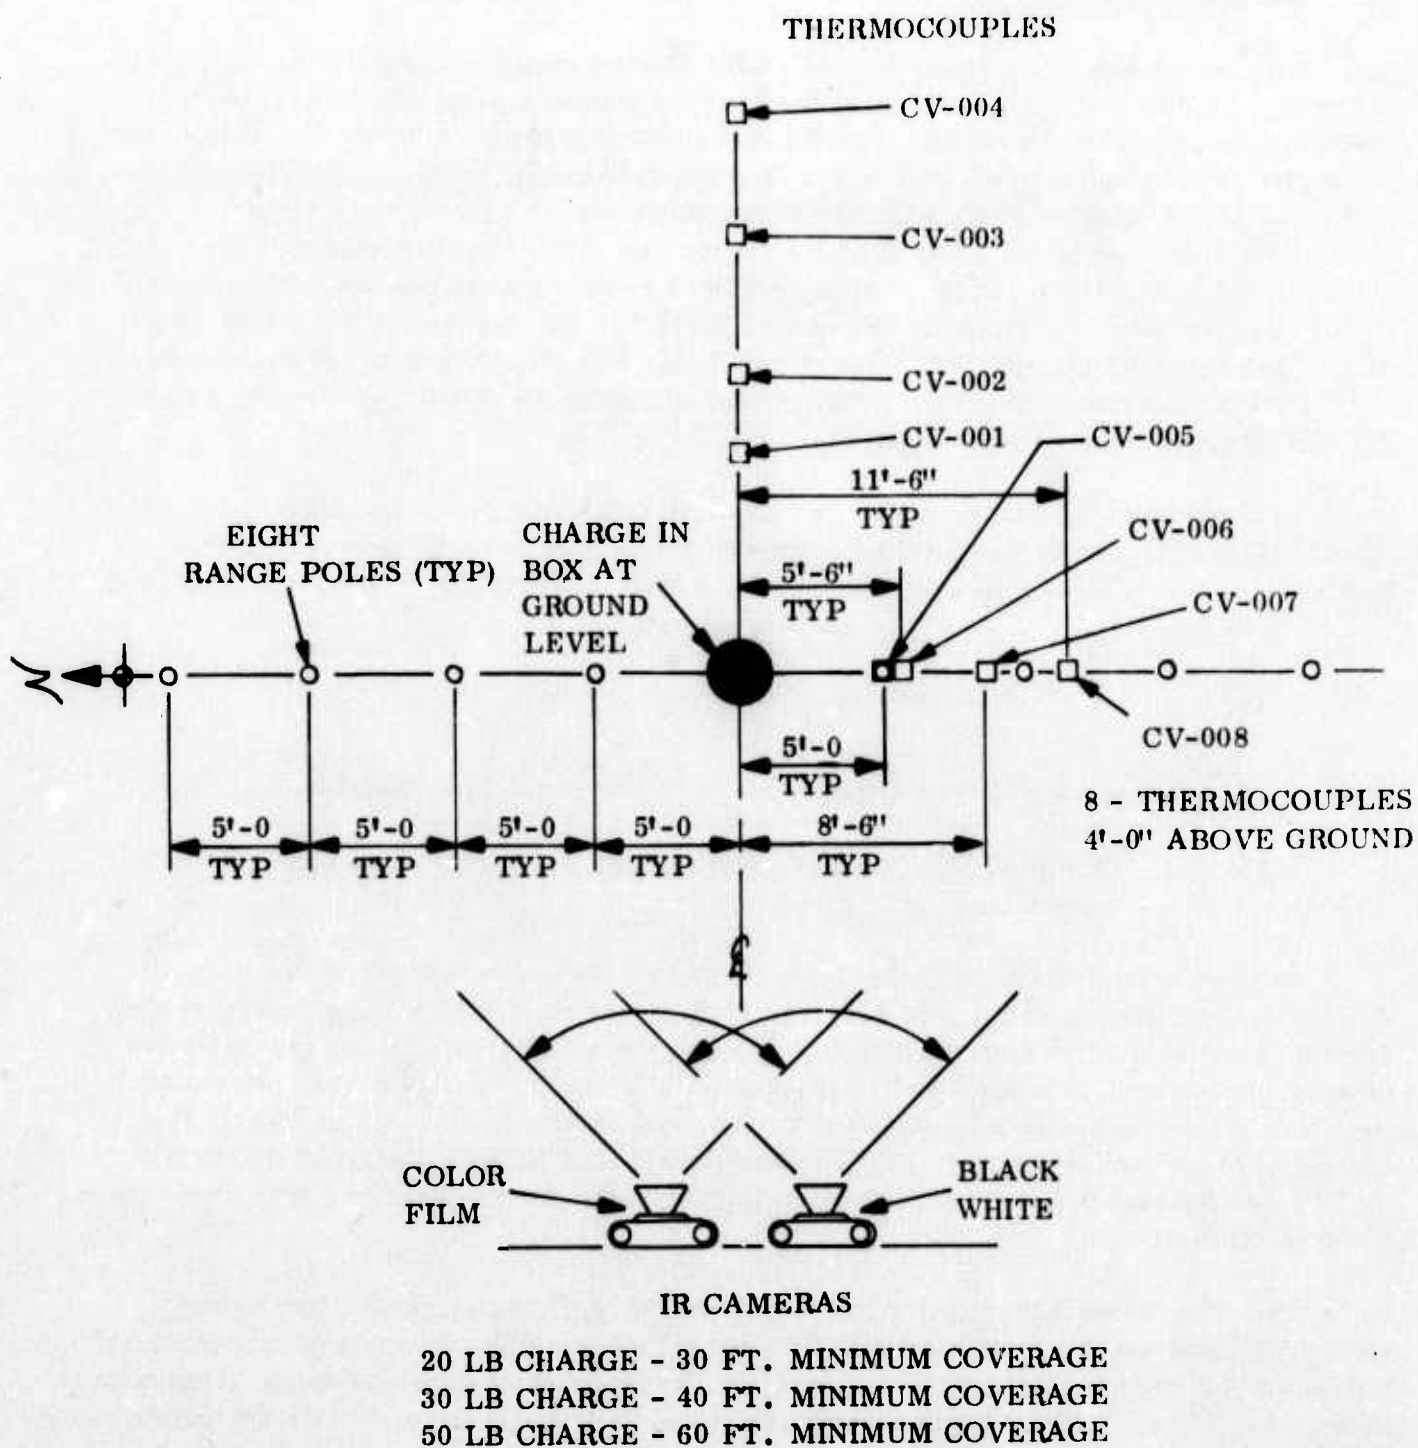 THERMOCOUPLES
CV-004
CV-003
CV-002
CV-001
CV-005
11'-6"
TYP
EIGHT
RANGE POLES (TYP)
CHARGE IN
BOX AT
GROUND
LEVEL
CV-006
5'-6"
TYP
CV-007
N
CV-008
5'-0
TYP
8 - THERMOCOUPLES
4'-0" ABOVE GROUND
5'-0
TYP
5'-0
TYP
5'-0
TYP
5'-0
TYP
8'-6"
TYP
COLOR
FILM
BLACK
WHITE
IR CAMERAS
20 LB CHARGE - 30 FT. MINIMUM COVERAGE
30 LB CHARGE - 40 FT. MINIMUM COVERAGE
50 LB CHARGE - 60 FT. MINIMUM COVERAGE